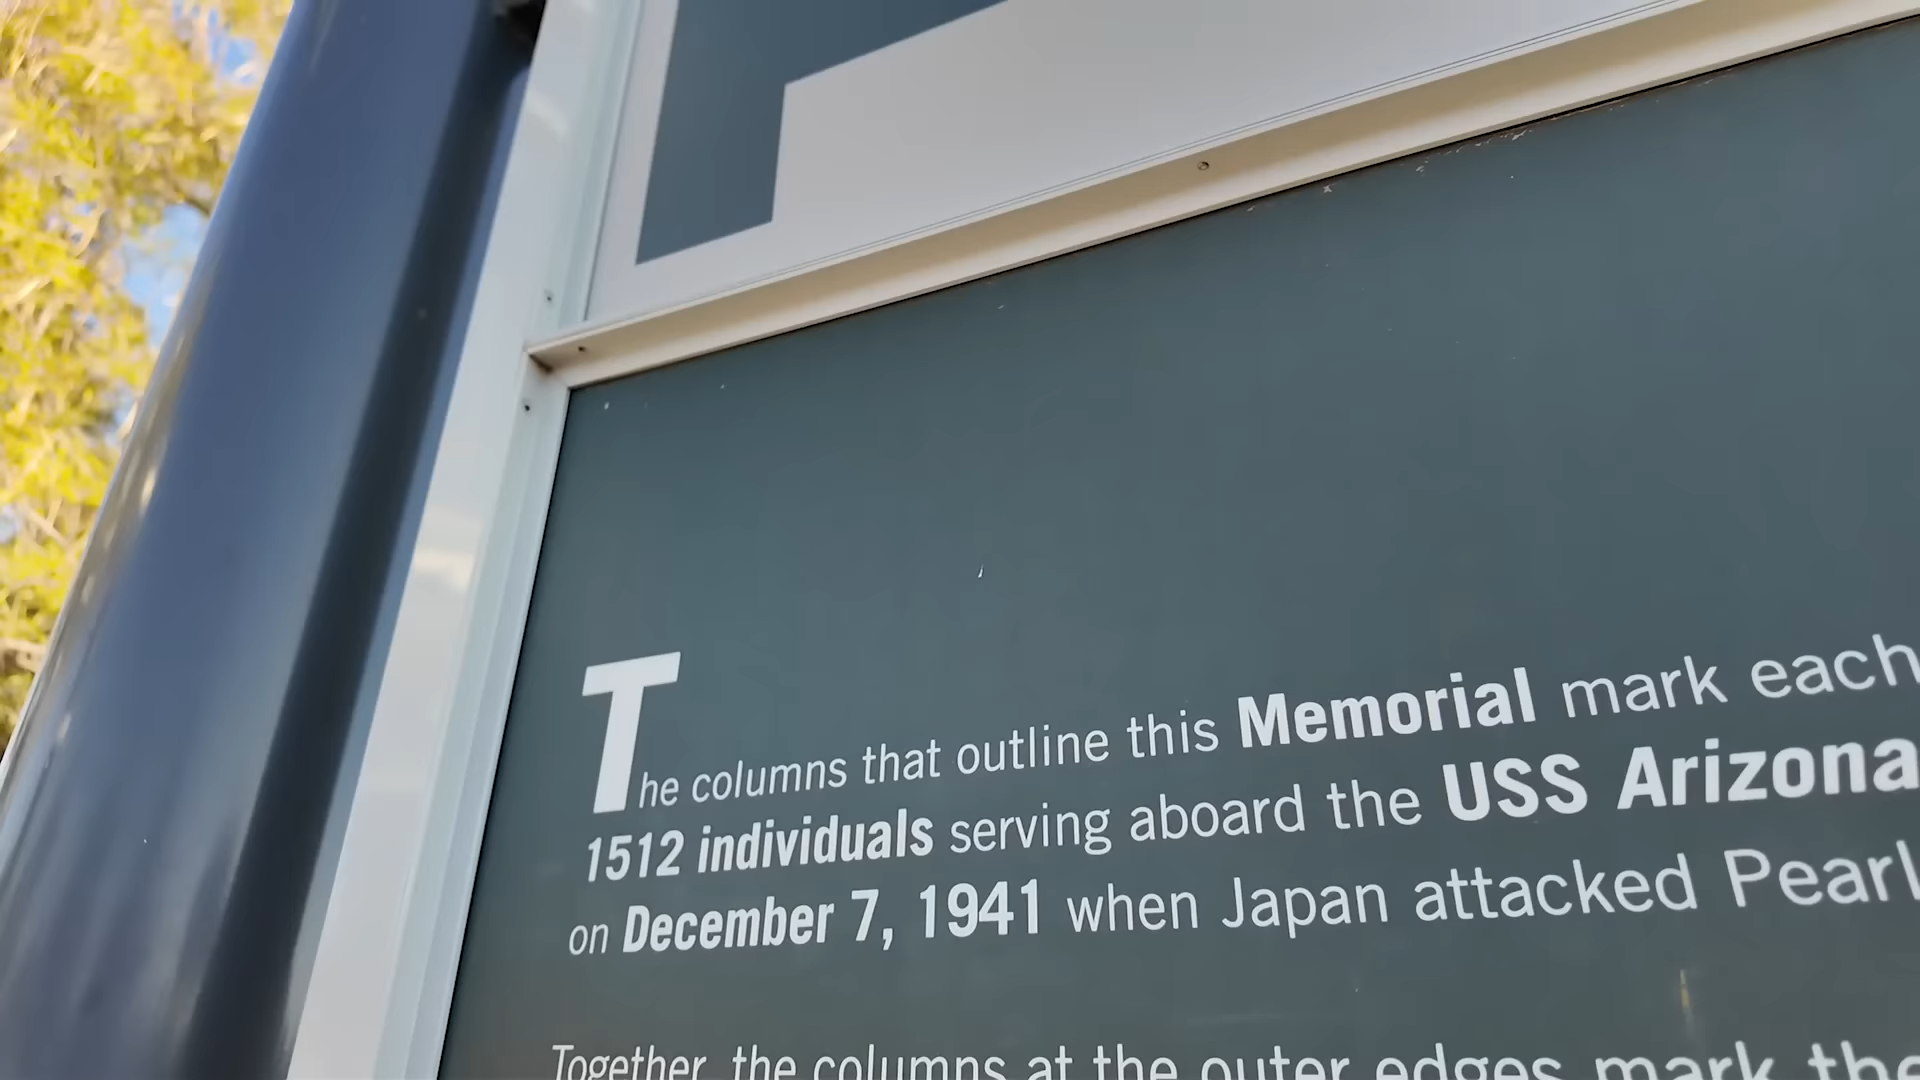 The columns that outline this Memorial mark each
1512 individuals serving aboard the USS Arizona
on December 7, 1941 when Japan attacked Pearl
Together, the columns at the outer edges mark the